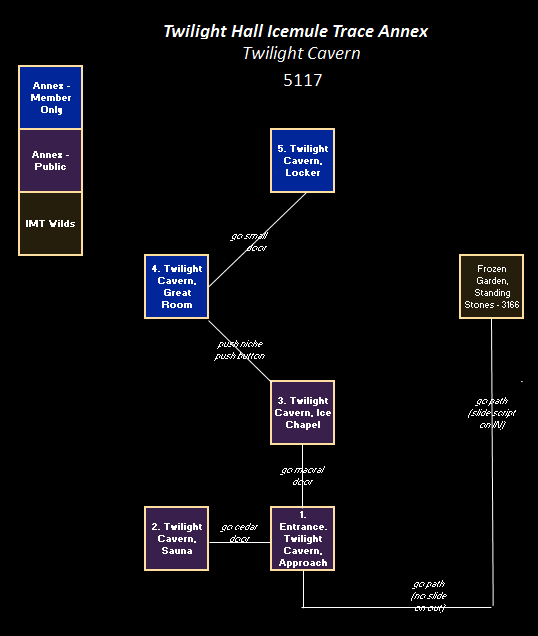 Twilight Hall Icemule Trace Annex
Twilight Cavern
5117
Annex -
Member
Only
Annex -
Public
IMT Wilds
5. Twilight
Cavern,
Locker
go small
door
4. Twilight
Cavern,
Great
Room
Frozen
Garden,
Standing
Stones - 3166
push niche
push button
3. Twilight
Cavern, Ice
Chapel
go path
(slide script
on IN)
go maoral
door
2. Twilight
Cavern,
Sauna
go cedar
door
1.
Entrance.
Twilight
Cavern,
Approach
go path
(no slide
on out)